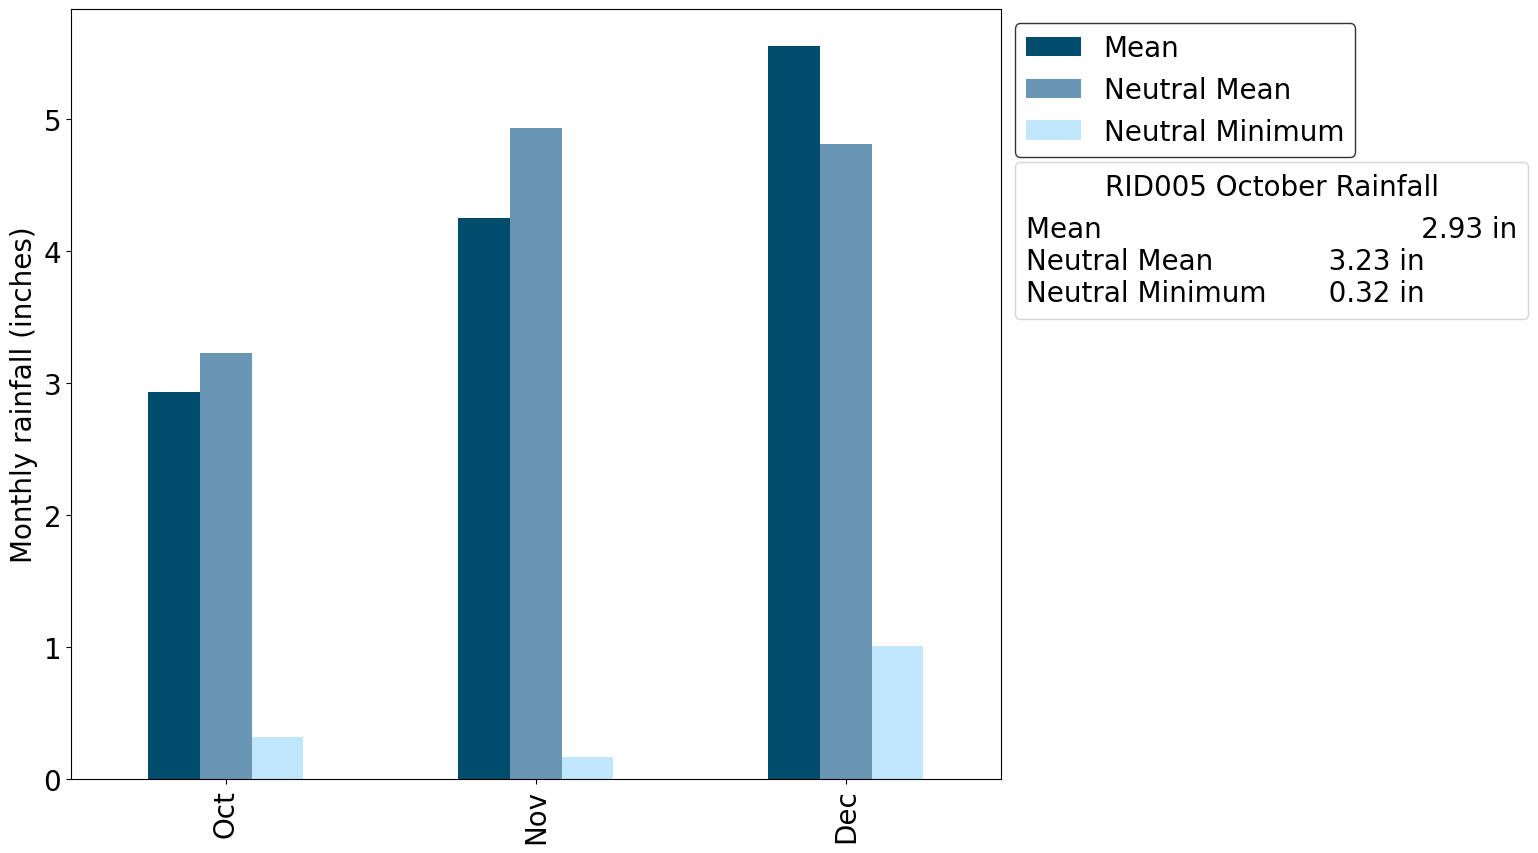 Monthly rainfall (inches)
5
4
3
2
1
0
Oct
Nov
Dec
Mean
Neutral Mean
Neutral Minimum
RID005 October Rainfall
Mean 2.93 in
Neutral Mean 3.23 in
Neutral Minimum 0.32 in